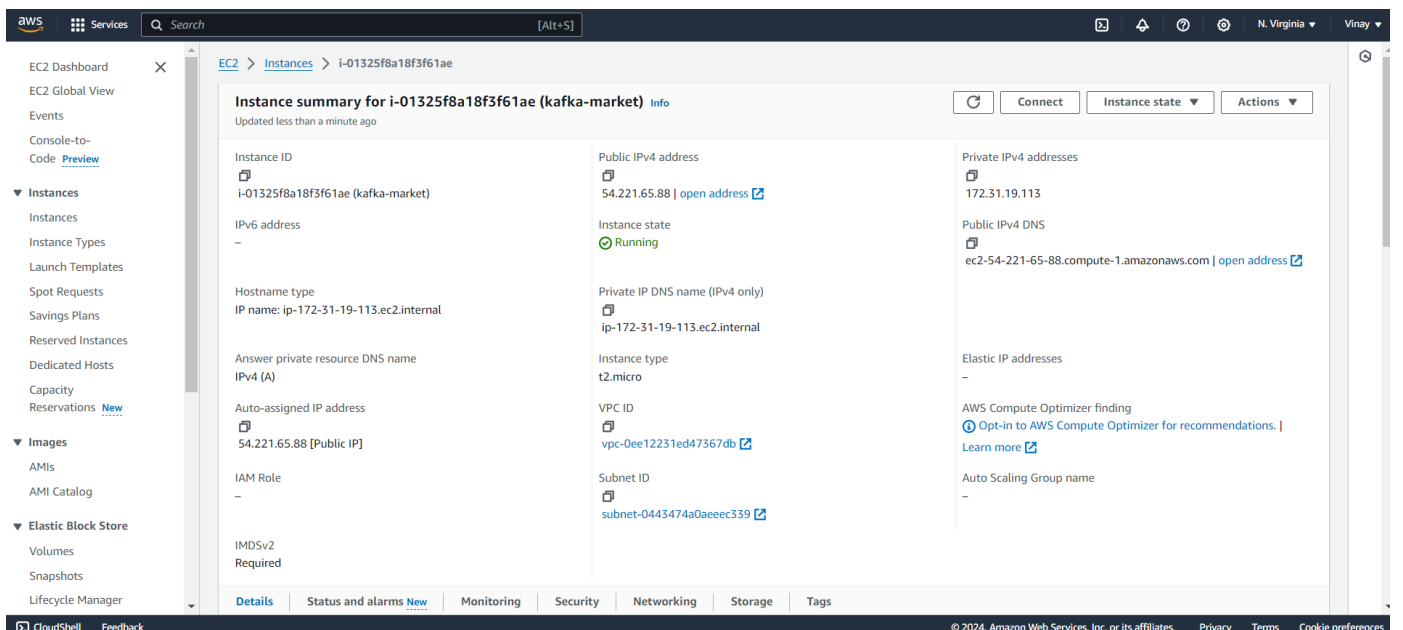 aws
Services
Search
[Alt+S]
N. Virginia
Vinay
EC2 Dashboard
EC2 Global View
Events
Console-to-
Code Preview
Instances
Instances
Instance Types
Launch Templates
Spot Requests
Savings Plans
Reserved Instances
Dedicated Hosts
Capacity
Reservations New
Images
AMIs
AMI Catalog
Elastic Block Store
Volumes
Snapshots
Lifecycle Manager
EC2 > Instances > i-01325f8a18f3f61ae
Instance summary for i-01325f8a18f3f61ae (kafka-market) Info
Updated less than a minute ago
Connect
Instance state
Actions
Instance ID
i-01325f8a18f3f61ae (kafka-market)
Public IPv4 address
54.221.65.88 | open address
Private IPv4 addresses
172.31.19.113
IPv6 address
–
Instance state
Running
Public IPv4 DNS
ec2-54-221-65-88.compute-1.amazonaws.com | open address
Hostname type
IP name: ip-172-31-19-113.ec2.internal
Private IP DNS name (IPv4 only)
ip-172-31-19-113.ec2.internal
Answer private resource DNS name
IPv4 (A)
Instance type
t2.micro
Elastic IP addresses
–
Auto-assigned IP address
54.221.65.88 [Public IP]
VPC ID
vpc-0ee12231ed47367db
AWS Compute Optimizer finding
Opt-in to AWS Compute Optimizer for recommendations. |
Learn more
IAM Role
–
Subnet ID
subnet-0443474a0aeeec339
Auto Scaling Group name
–
IMDSv2
Required
Details
Status and alarms New
Monitoring
Security
Networking
Storage
Tags
CloudShell
Feedback
© 2024, Amazon Web Services, Inc. or its affiliates.
Privacy
Terms
Cookie preferences